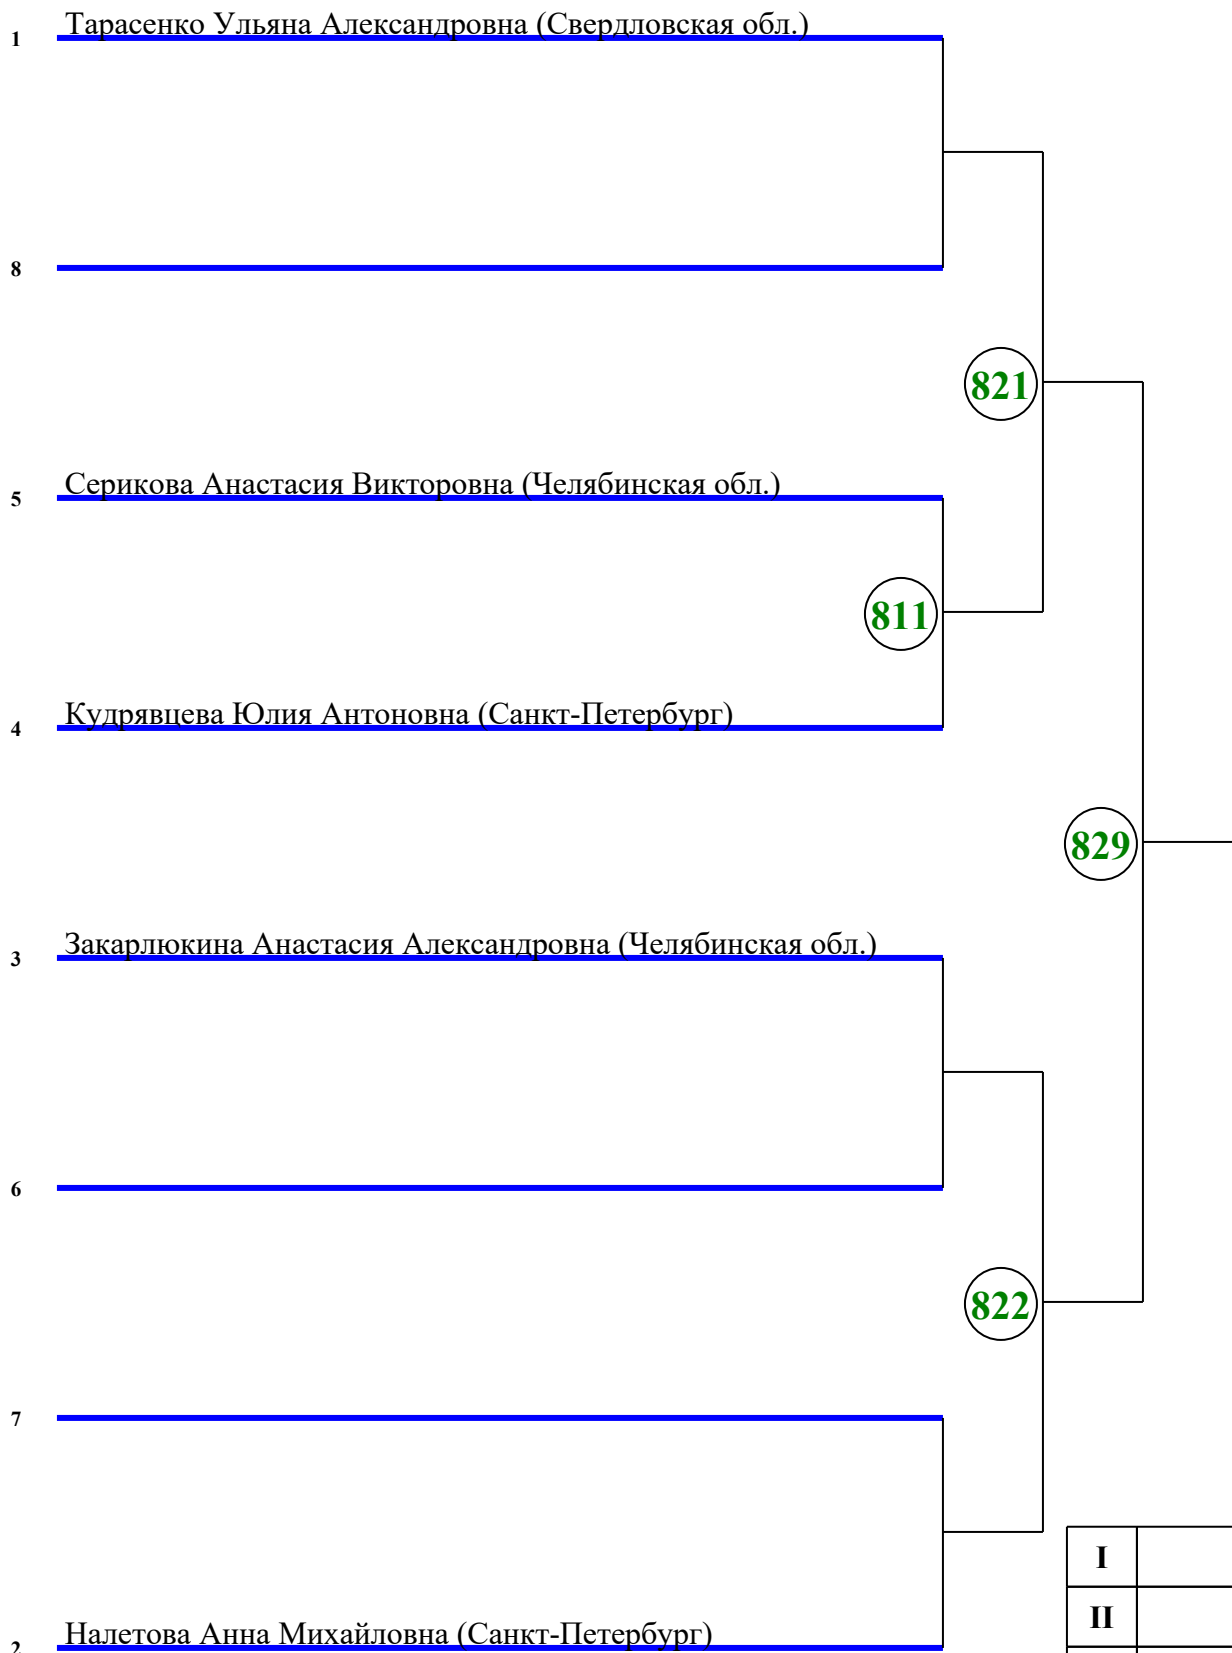 1 Тарасенко Ульяна Александровна (Свердловская обл.)
8
821
5 Серикова Анастасия Викторовна (Челябинская обл.)
811
4 Кудрявцева Юлия Антоновна (Санкт-Петербург)
829
3 Закарлюкина Анастасия Александровна (Челябинская обл.)
6
822
7
I
II
2 Налетова Анна Михайловна (Санкт-Петербург)